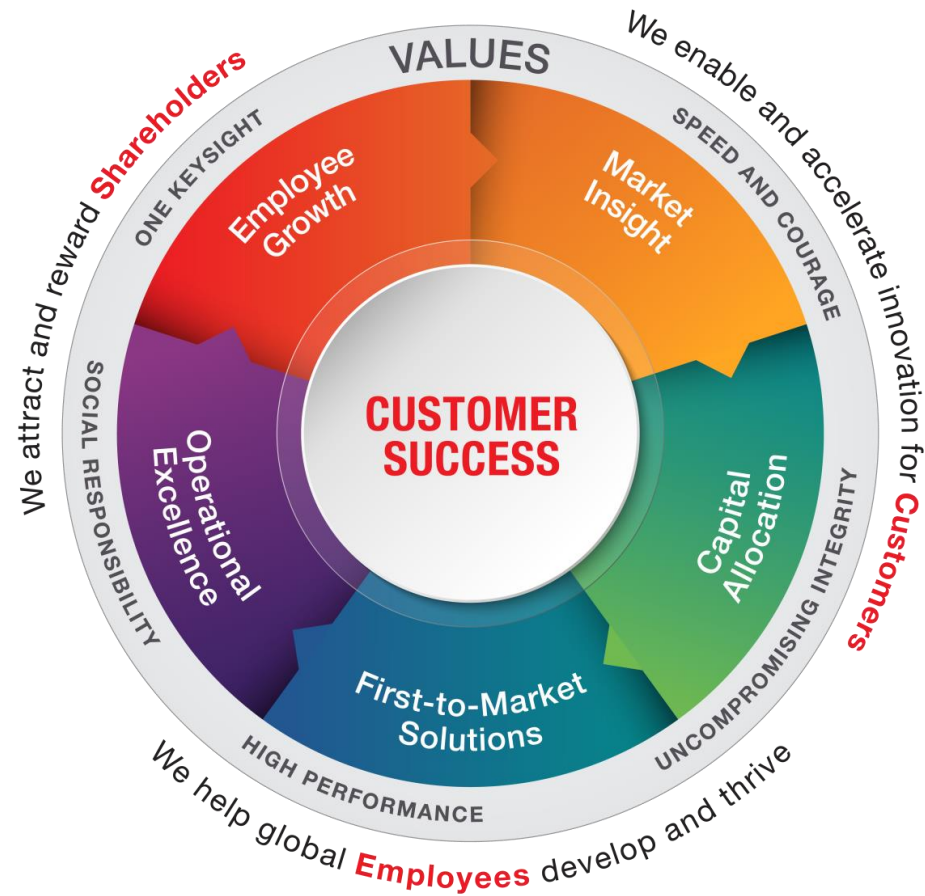 VALUES
We enable and accelerate innovation for Customers
SPEED AND COURAGE
UNCOMPROMISING INTEGRITY
HIGH PERFORMANCE
SOCIAL RESPONSIBILITY
ONE KEYSIGHT
We help global Employees develop and thrive
We attract and reward Shareholders
Employee
Growth
Market
Insight
Capital
Allocation
First-to-Market
Solutions
Operational
Excellence
CUSTOMER
SUCCESS